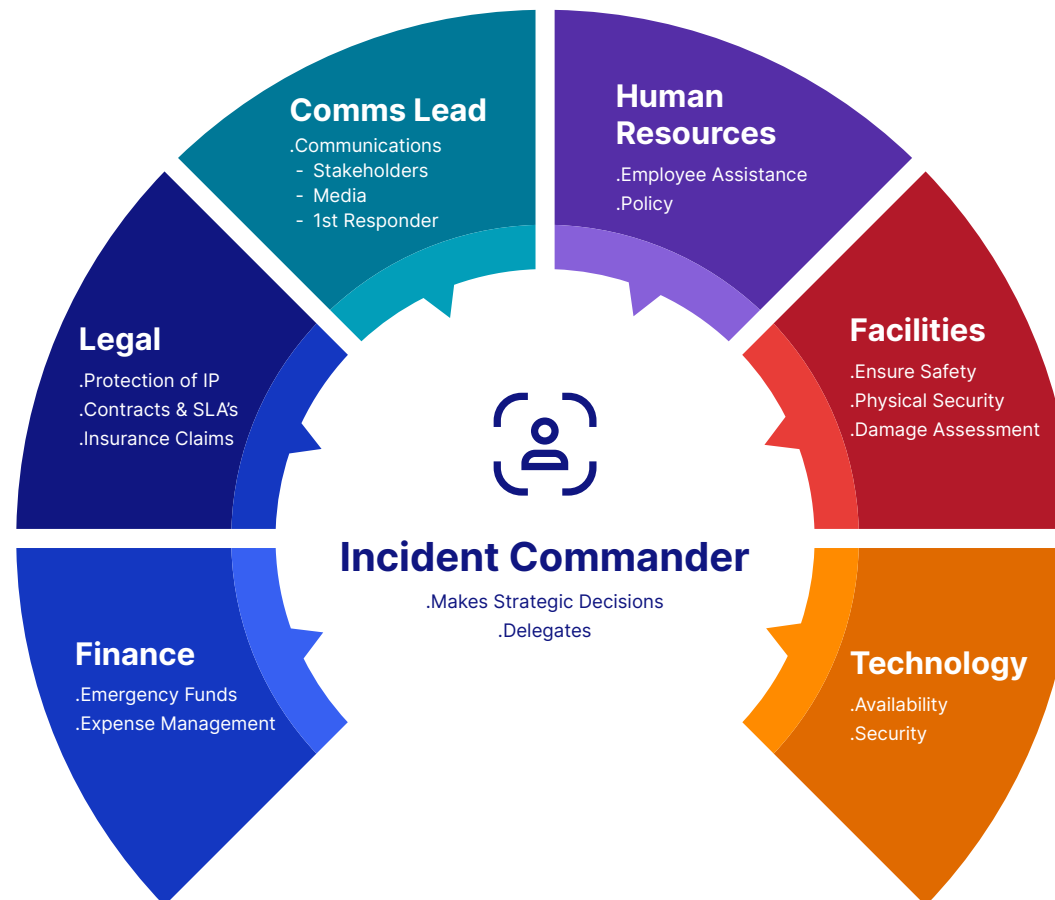 Comms Lead
.Communications
- Stakeholders
- Media
- 1st Responder
Human
Resources
.Employee Assistance
.Policy
Legal
.Protection of IP
.Contracts & SLA's
.Insurance Claims
Facilities
.Ensure Safety
.Physical Security
.Damage Assessment
Incident Commander
.Makes Strategic Decisions
.Delegates
Finance
.Emergency Funds
.Expense Management
Technology
.Availability
.Security